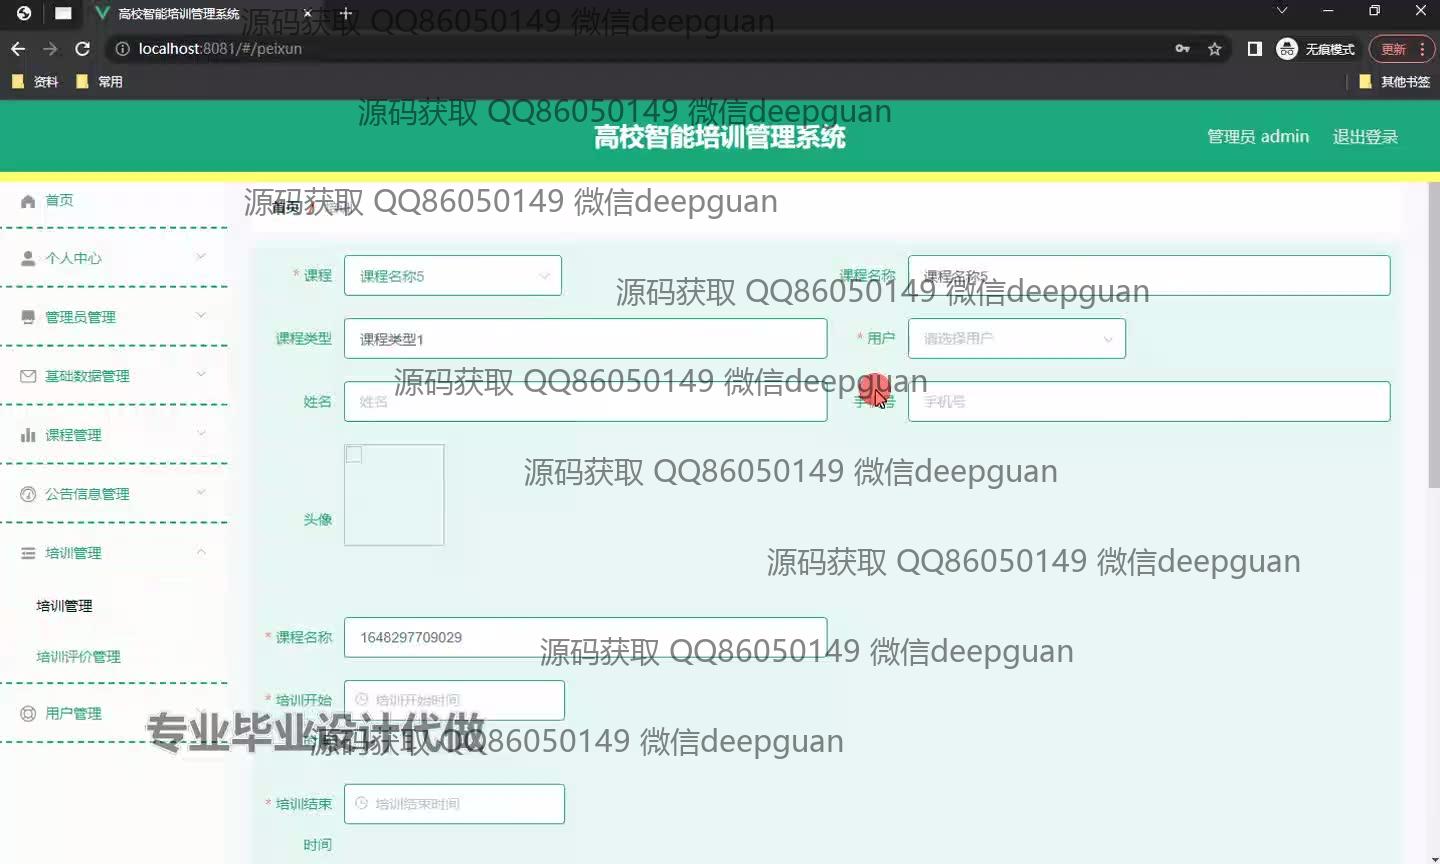 高校智能培训管理系统
源码获取 QQ86050149 微信deepguan
localhost:8081/#/peixun
无痕模式
更新
资料
常用
其他书签
源码获取 QQ86050149 微信deepguan
高校智能培训管理系统
管理员 admin
退出登录
首页
首页
源码获取 QQ86050149 微信deepguan
个人中心
* 课程
课程名称5
课程名称
课程名称5
源码获取 QQ86050149 微信deepguan
管理员管理
课程类型
课程类型1
* 用户
请选择用户
基础数据管理
源码获取 QQ86050149 微信deepguan
姓名
姓名
手机号
手机号
课程管理
源码获取 QQ86050149 微信deepguan
公告信息管理
头像
培训管理
源码获取 QQ86050149 微信deepguan
培训管理
* 课程名称
1648297709029
源码获取 QQ86050149 微信deepguan
培训评价管理
* 培训开始
培训开始时间
用户管理
专业毕业设计代做
源码获取 QQ86050149 微信deepguan
* 培训结束
时间
培训结束时间